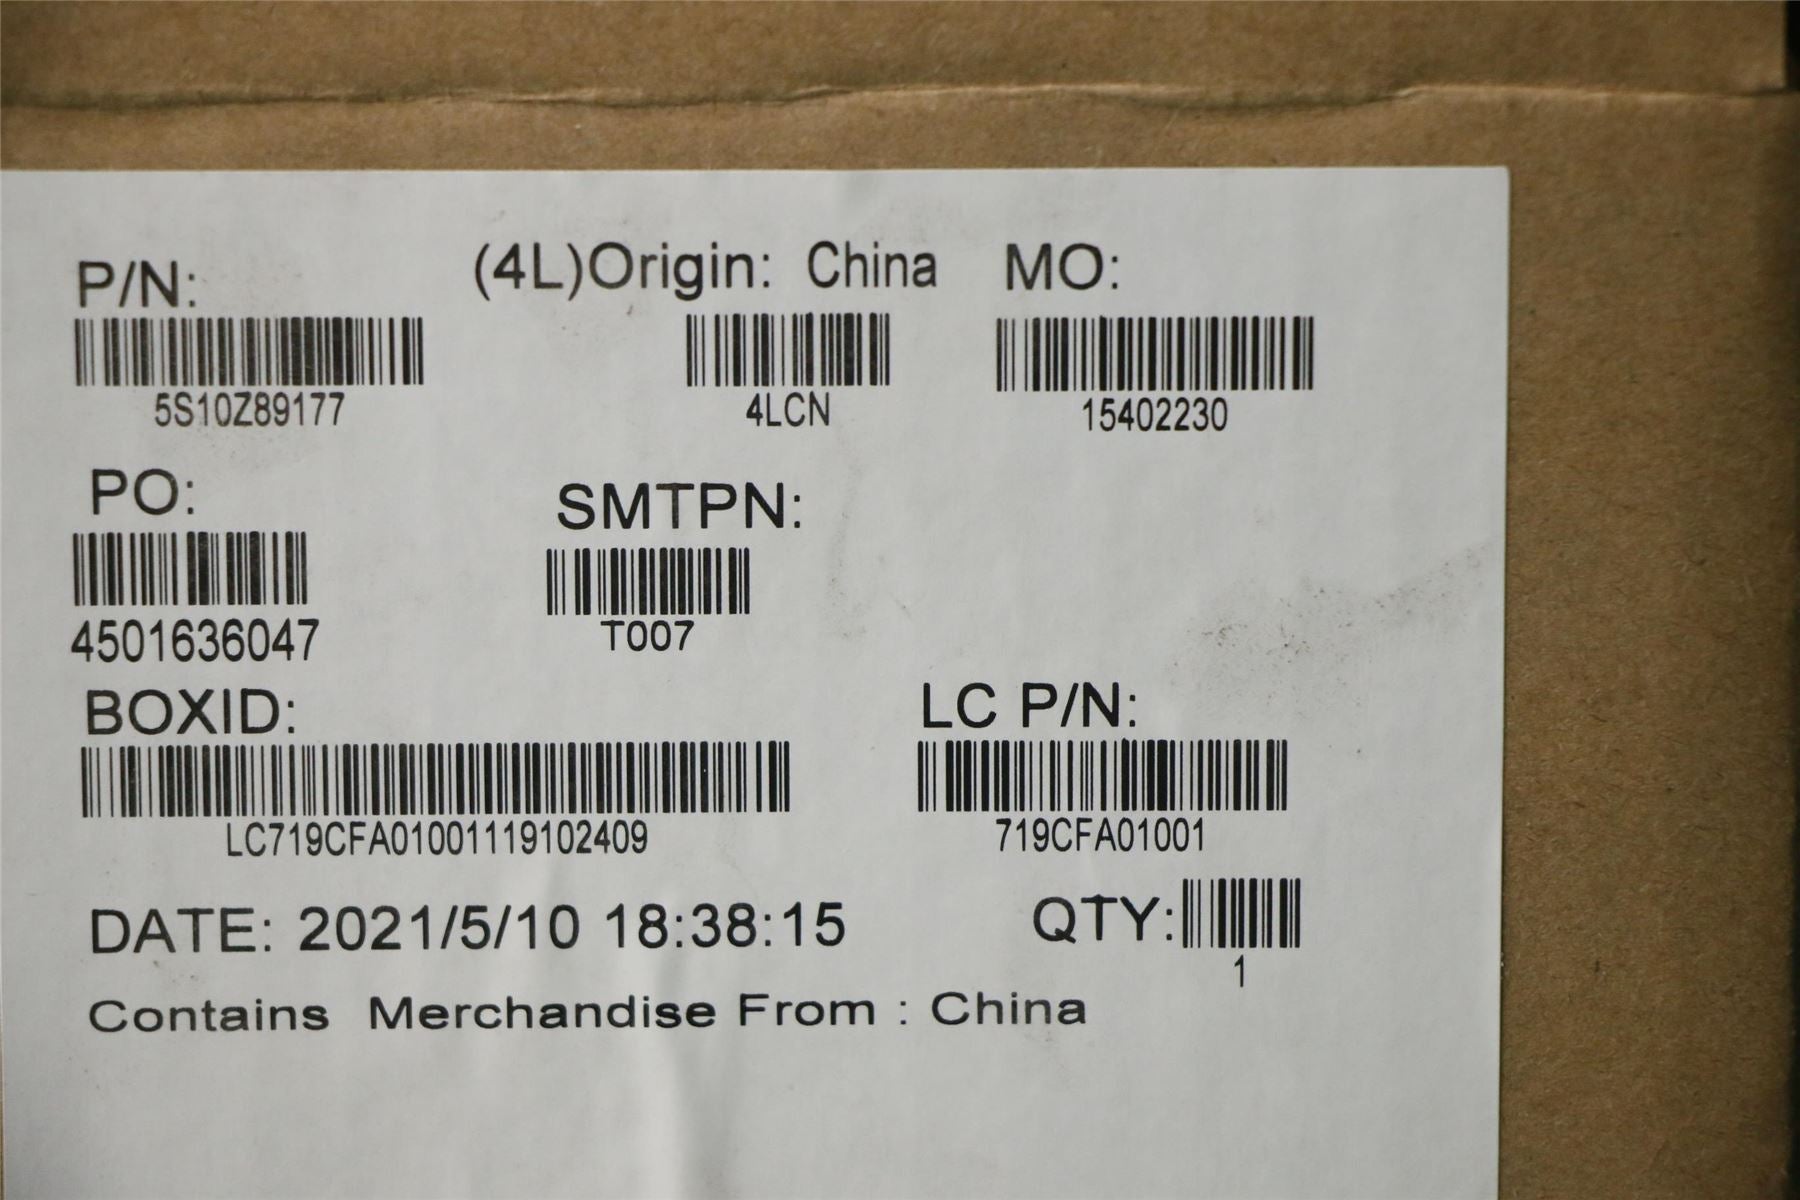 P/N: (4L)Origin: China MO:
5S10Z89177 4LCN 15402230
PO: SMTPN:
4501636047 T007
BOXID: LC P/N:
LC719CFA01001119102409 719CFA01001
DATE: 2021/5/10 18:38:15 QTY:
1
Contains Merchandise From : China